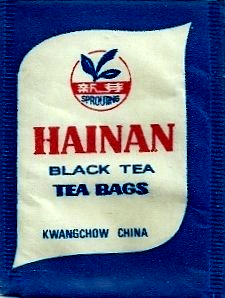 新芽
SPROUTING
HAINAN
BLACK TEA
TEA BAGS
KWANGCHOW CHINA